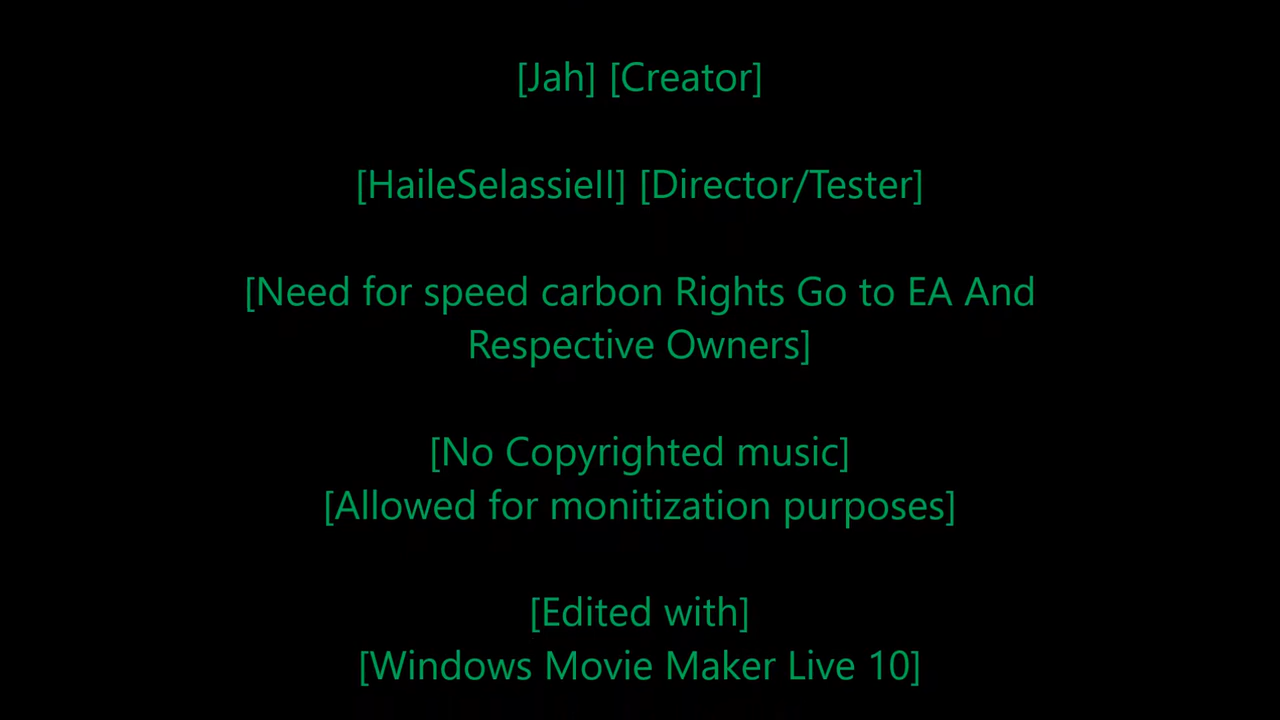 [Jah] [Creator]
[HaileSelassieII] [Director/Tester]
[Need for speed carbon Rights Go to EA And
Respective Owners]
[No Copyrighted music]
[Allowed for monitization purposes]
[Edited with]
[Windows Movie Maker Live 10]